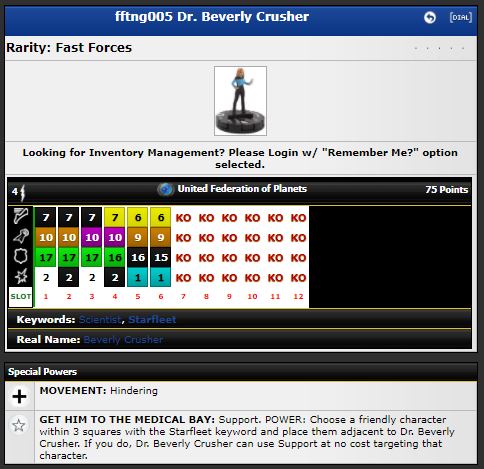 fftng005 Dr. Beverly Crusher
[DIAL]
Rarity: Fast Forces
Looking for Inventory Management? Please Login w/ "Remember Me?" option
selected.
4 United Federation of Planets 75 Points
7 7 7 7 6 6 KO KO KO KO KO KO
10 10 10 10 9 9 KO KO KO KO KO KO
17 17 17 16 16 15 KO KO KO KO KO KO
2 2 2 2 1 1 KO KO KO KO KO KO
SLOT 1 2 3 4 5 6 7 8 9 10 11 12
Keywords: Scientist, Starfleet
Real Name: Beverly Crusher
Special Powers
MOVEMENT: Hindering
GET HIM TO THE MEDICAL BAY: Support. POWER: Choose a friendly character
within 3 squares with the Starfleet keyword and place them adjacent to Dr. Beverly
Crusher. If you do, Dr. Beverly Crusher can use Support at no cost targeting that
character.